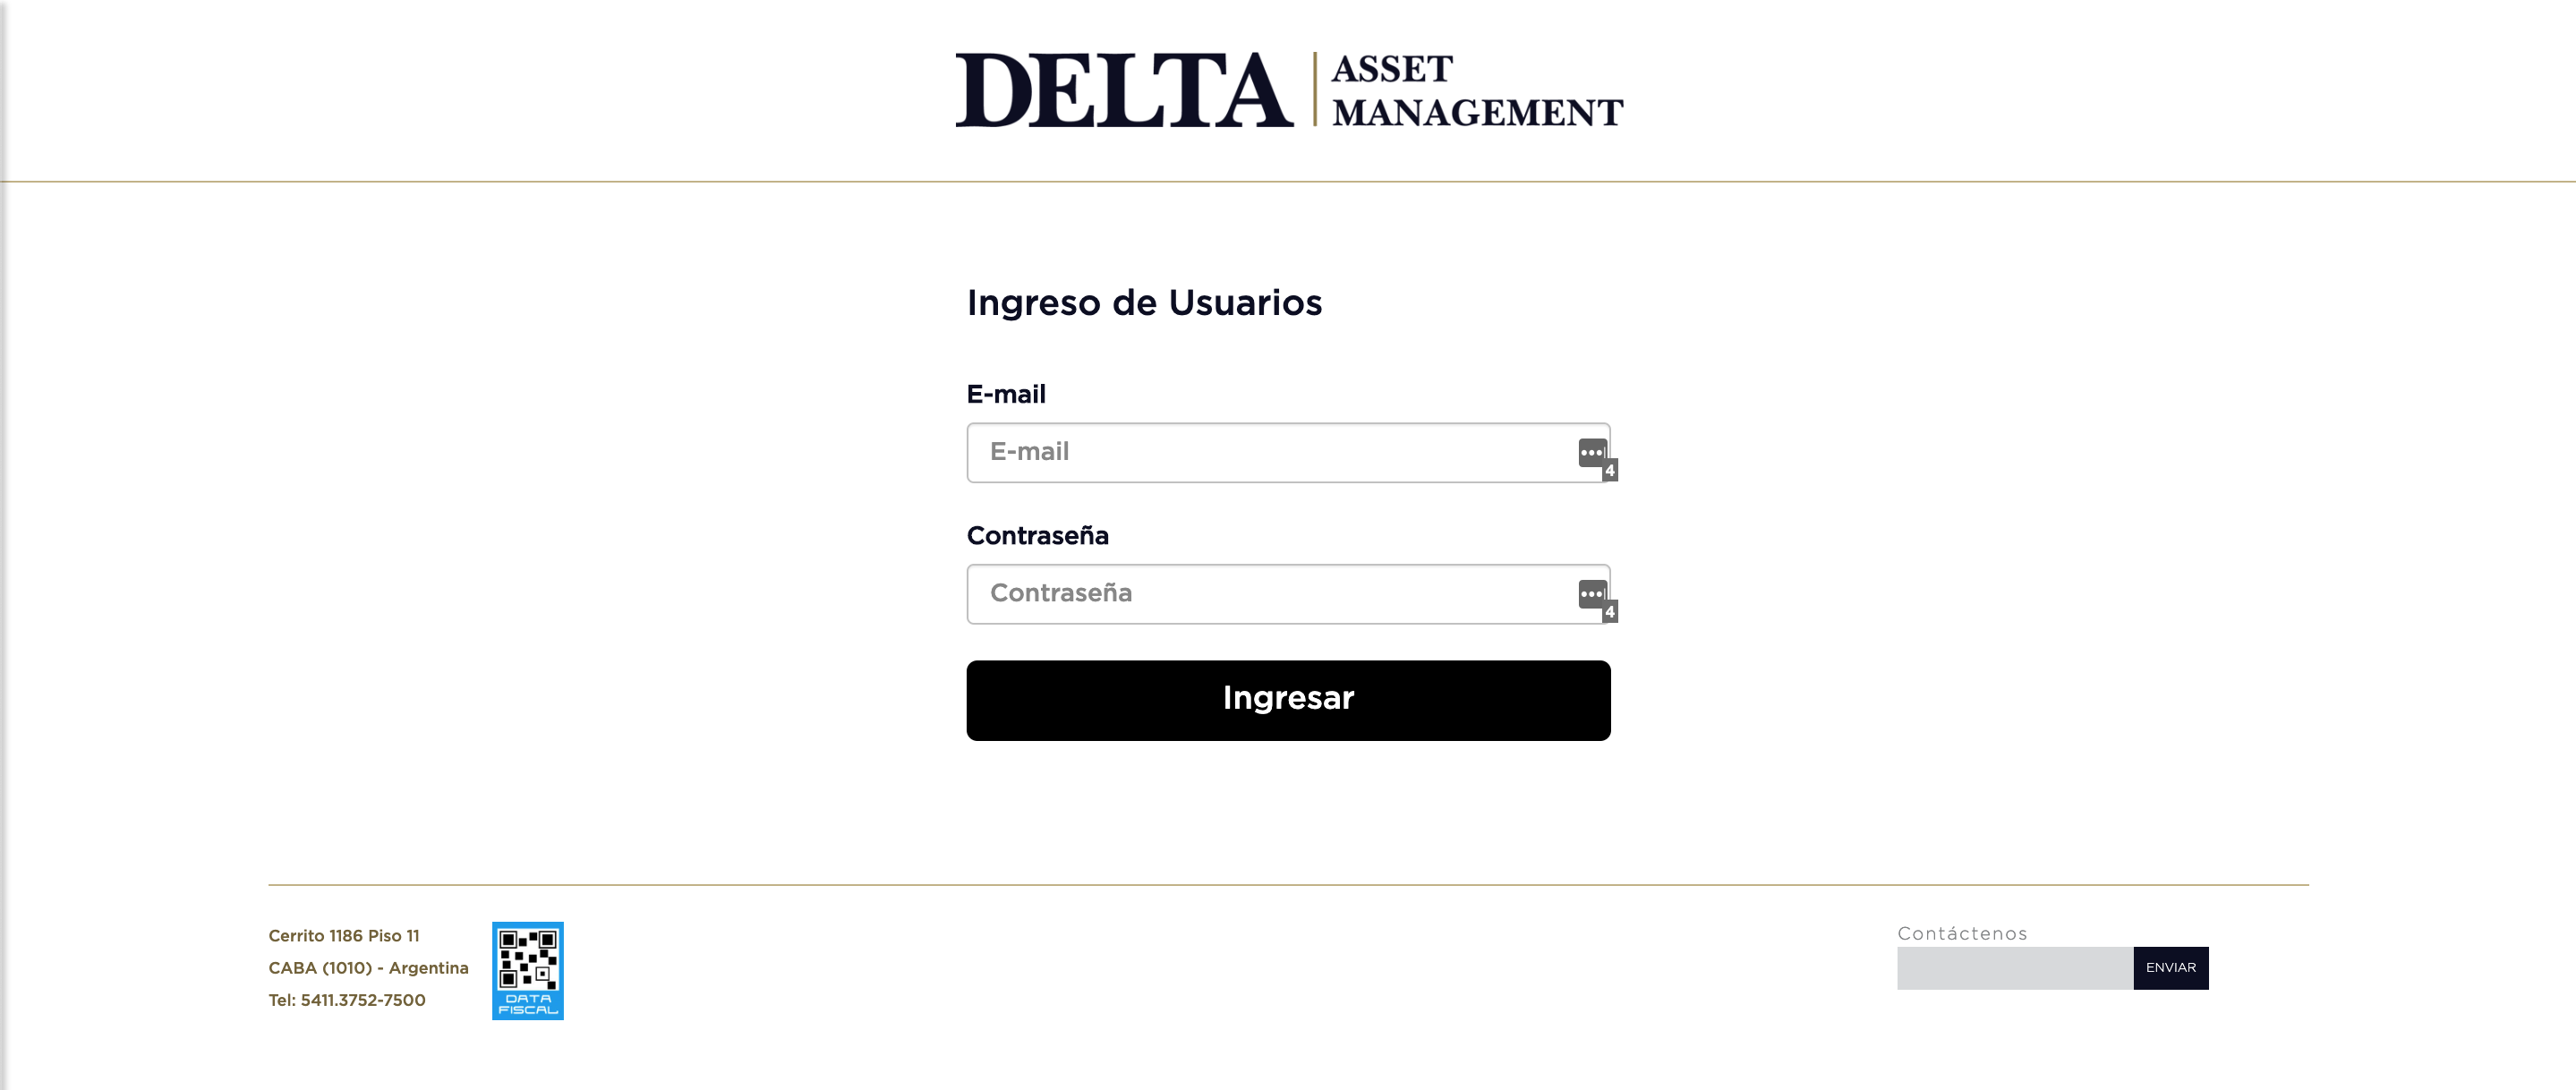 DELTA
ASSET
MANAGEMENT
Ingreso de Usuarios
E-mail
E-mail
4
Contraseña
Contraseña
4
Ingresar
Cerrito 1186 Piso 11
CABA (1010) - Argentina
Tel: 5411.3752-7500
DATA
FISCAL
Contáctenos
ENVIAR